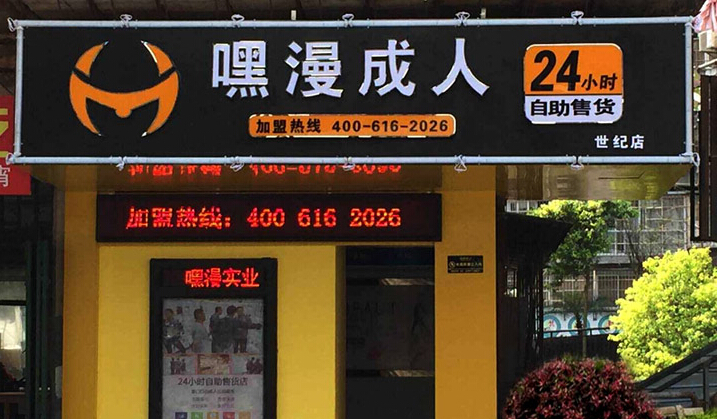 嘿漫成人
24小时
自助售货
加盟热线 400-616-2026
世纪店
加盟热线：400 616 2026
嘿漫实业
24小时自助售货店